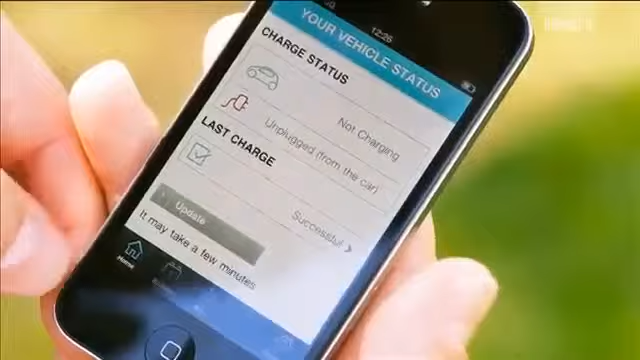 3G
12:26
YOUR VEHICLE STATUS
CHARGE STATUS
Not Charging
Unplugged (from the car)
LAST CHARGE
Successful
Update
It may take a few minutes
Home